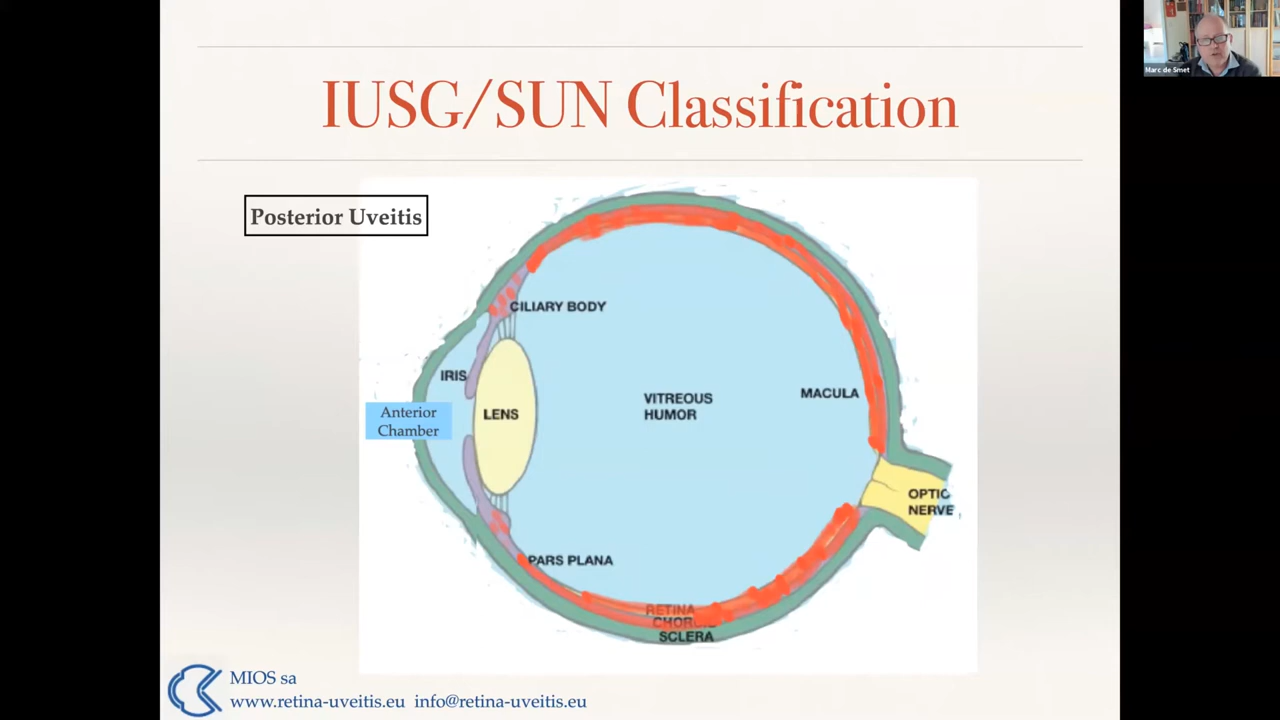 Marc de Smet
IUSG/SUN Classification
Posterior Uveitis
CILIARY BODY
IRIS
Anterior
Chamber
LENS
VITREOUS
HUMOR
MACULA
OPTIC
NERVE
PARS PLANA
RETINA
CHOROID
SCLERA
MIOS sa
www.retina-uveitis.eu info@retina-uveitis.eu